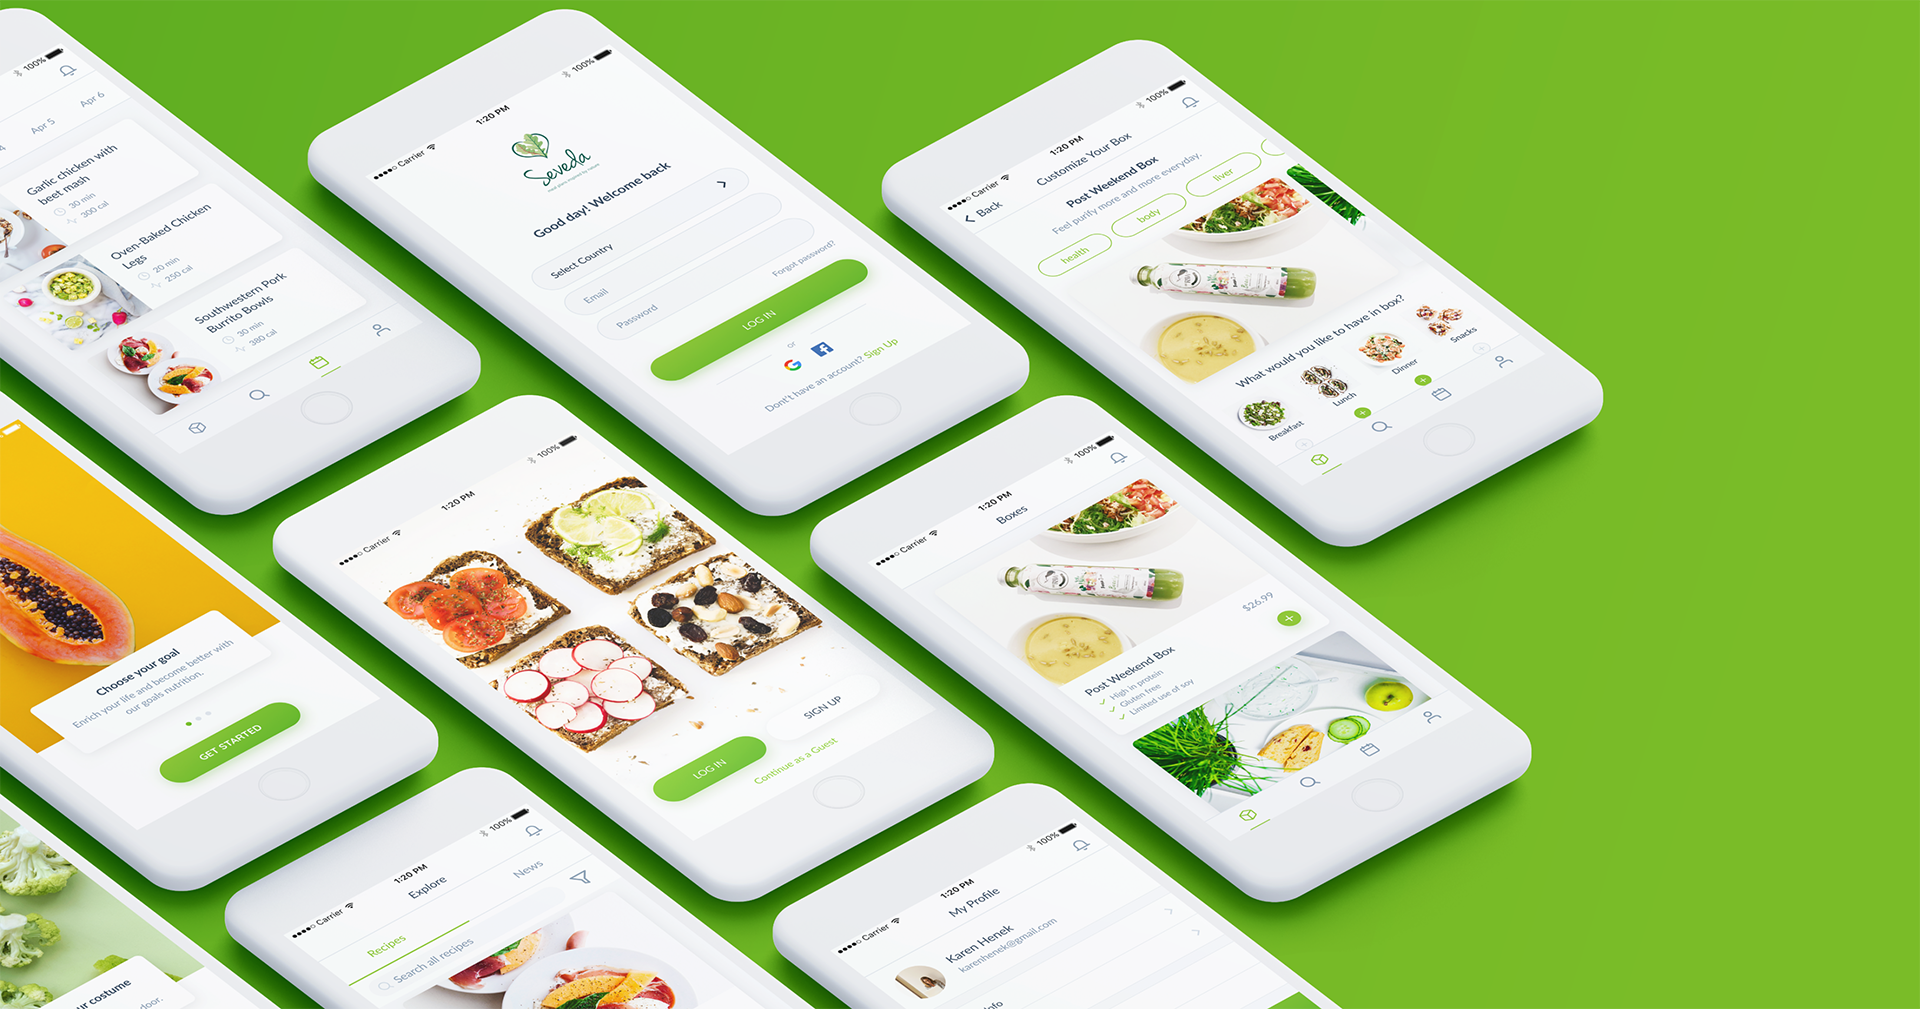 100%
Apr 5
Apr 6
Garlic chicken with
beet mash
30 min
300 cal
Oven-Baked Chicken
Legs
20 min
250 cal
Southwestern Pork
Burrito Bowls
30 min
380 cal
Carrier
1:20 PM
100%
Seveda
Good day! Welcome back
Select Country
Email
Password
Forgot password?
LOG IN
or
Dont't have an account? Sign Up
Carrier
1:20 PM
100%
Back
Customize Your Box
Post Weekend Box
Feel purify more and more everyday.
health
body
liver
What would you like to have in box?
Breakfast
Lunch
Dinner
Snacks
Choose your goal
Enrich your life and become better with
our goals nutrition.
GET STARTED
Carrier
1:20 PM
100%
LOG IN
SIGN UP
Continue as a Guest
Carrier
1:20 PM
100%
Boxes
$26.99
Post Weekend Box
High in protein
Gluten free
Limited use of soy
ur costume
door.
Carrier
1:20 PM
100%
Explore
Recipes
News
Search all recipes
Carrier
1:20 PM
100%
My Profile
Karen Henek
karenhenek@gmail.com
nfo